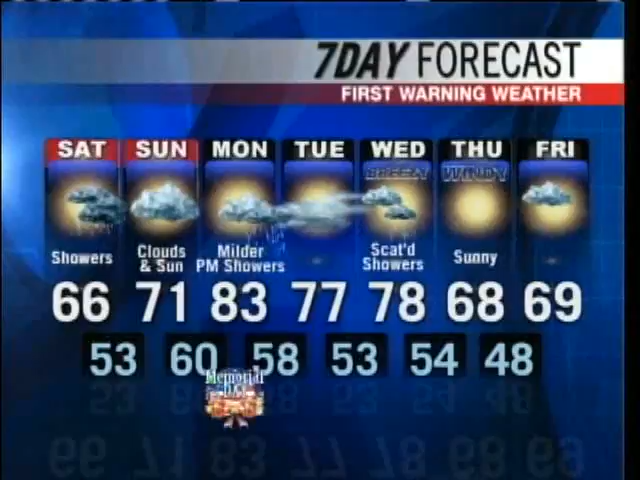 7DAY FORECAST
FIRST WARNING WEATHER
SAT SUN MON TUE WED THU FRI
BREEZY WINDY
Showers Clouds & Sun Milder PM Showers Scat'd Showers Sunny
66 71 83 77 78 68 69
53 60 58 53 54 48
Memorial
DAY